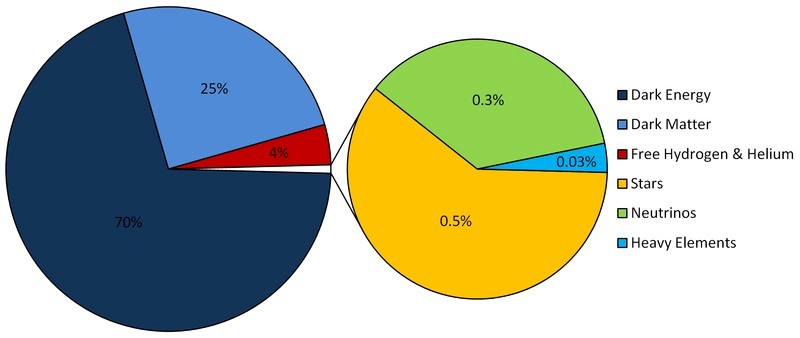 25%
4%
70%
0.3%
0.03%
0.5%
Dark Energy
Dark Matter
Free Hydrogen & Helium
Stars
Neutrinos
Heavy Elements